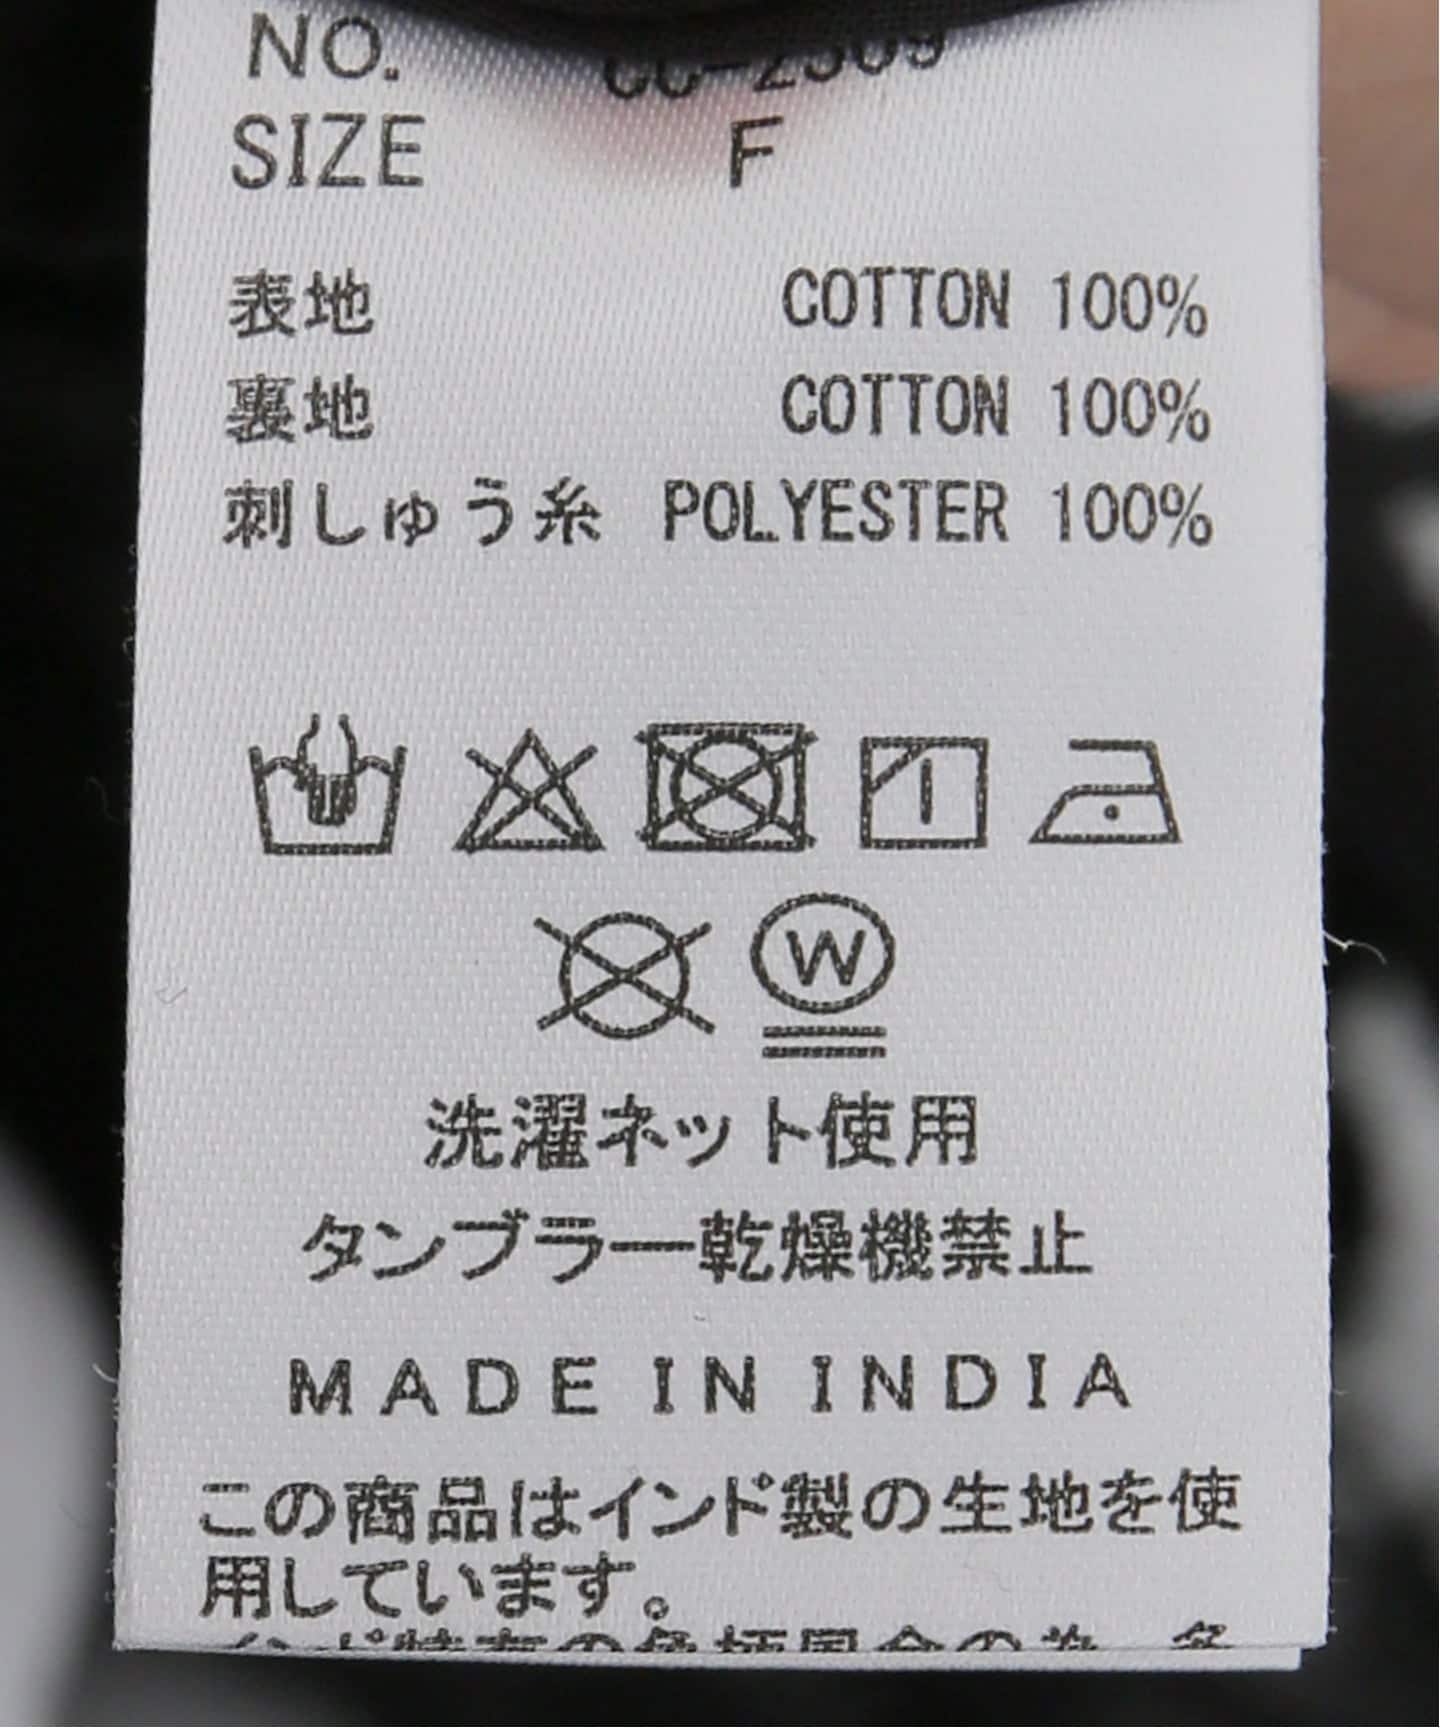 NO. CC-2309
SIZE F
表地 COTTON 100%
裏地 COTTON 100%
刺しゅう糸 POLYESTER 100%
W
洗濯ネット使用
タンブラー乾燥機禁止
MADE IN INDIA
この商品はインド製の生地を使
用しています。